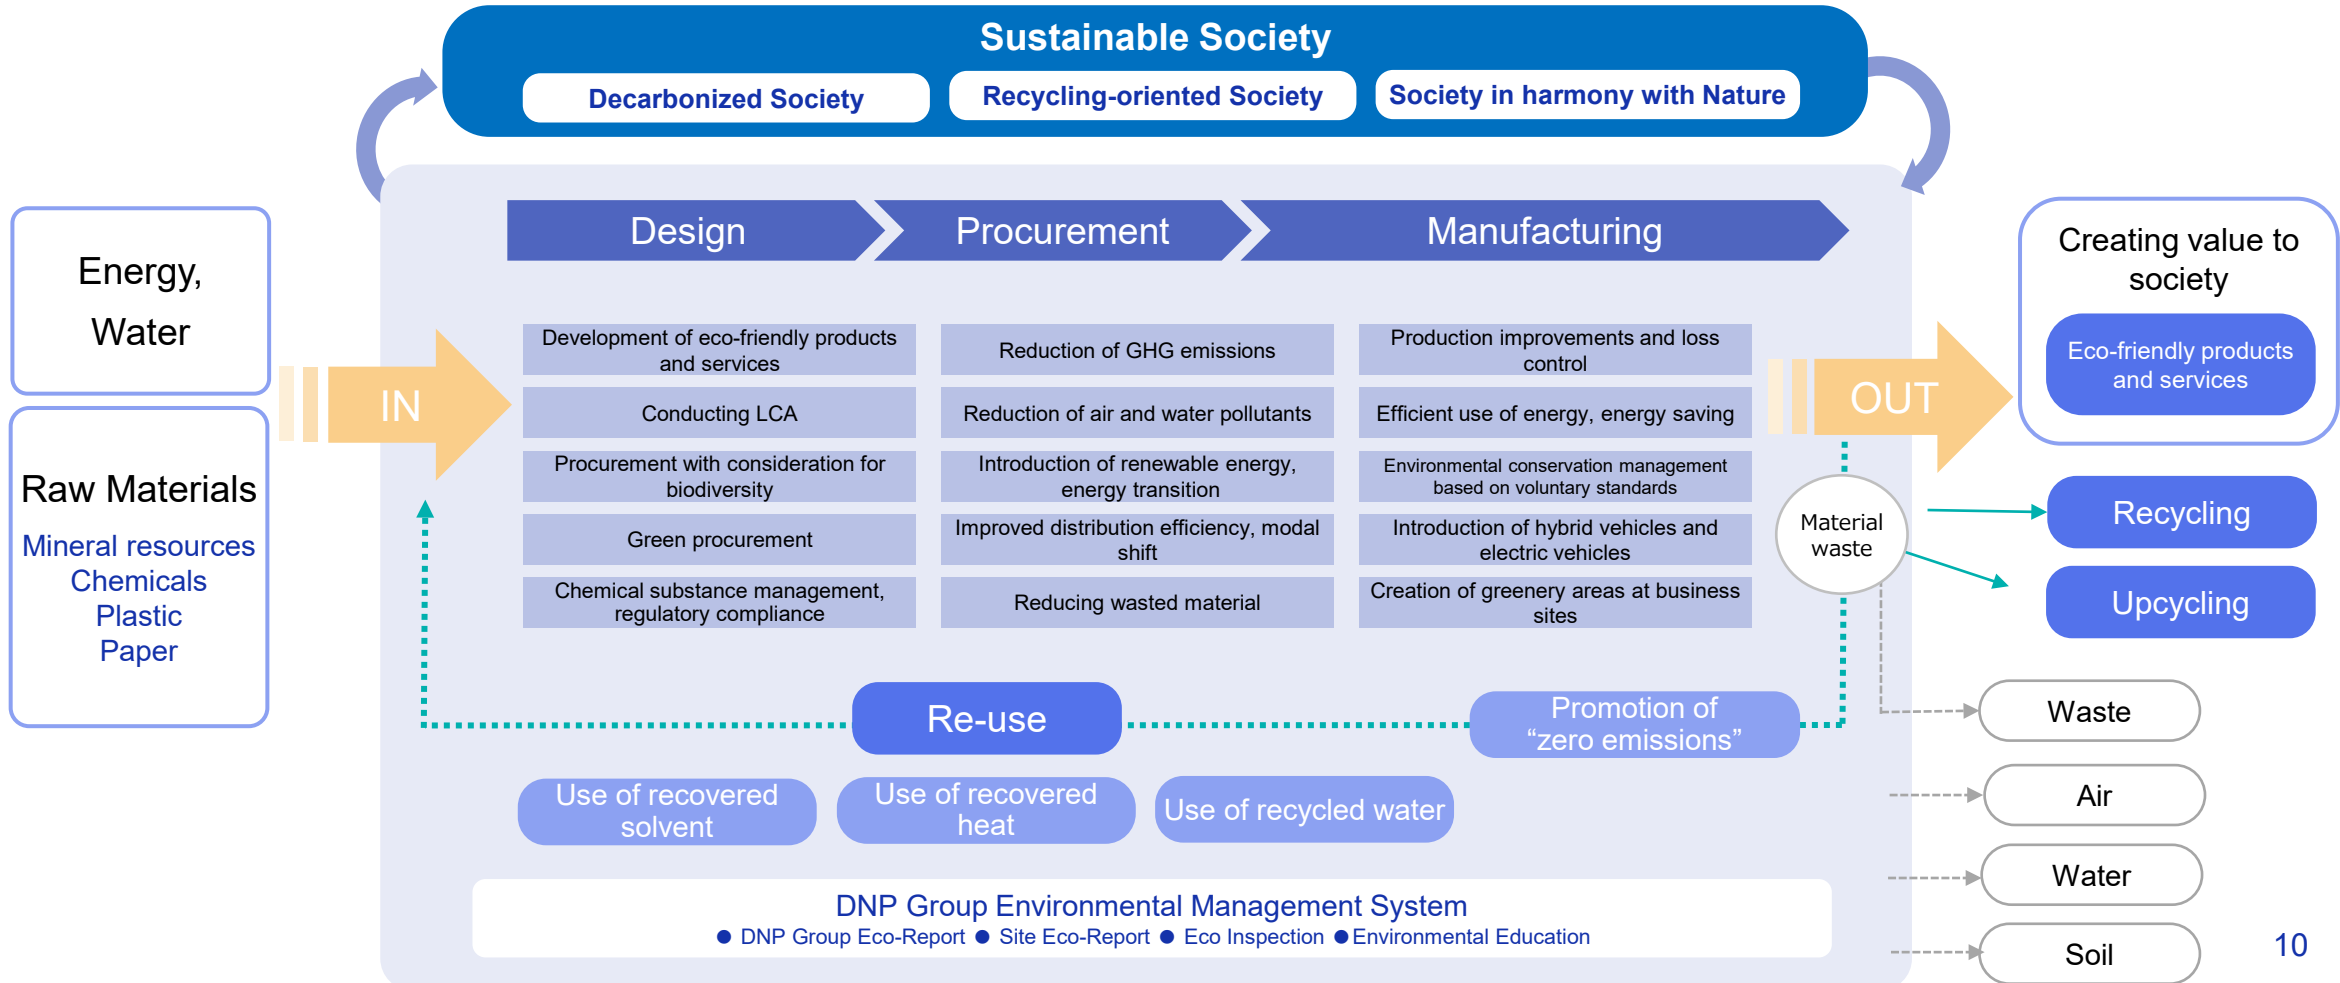 Sustainable Society
Decarbonized Society
Recycling-oriented Society
Society in harmony with Nature
Energy,
Water
Raw Materials
Mineral resources
Chemicals
Plastic
Paper
IN
Design
Procurement
Manufacturing
Development of eco-friendly products
and services
Conducting LCA
Procurement with consideration for
biodiversity
Green procurement
Chemical substance management,
regulatory compliance
Reduction of GHG emissions
Reduction of air and water pollutants
Introduction of renewable energy,
energy transition
Improved distribution efficiency, modal
shift
Reducing wasted material
Production improvements and loss
control
Efficient use of energy, energy saving
Environmental conservation management
based on voluntary standards
Introduction of hybrid vehicles and
electric vehicles
Creation of greenery areas at business
sites
OUT
Creating value to
society
Eco-friendly products
and services
Material
waste
Recycling
Upcycling
Re-use
Promotion of
“zero emissions”
Use of recovered
solvent
Use of recovered
heat
Use of recycled water
Waste
Air
Water
Soil
DNP Group Environmental Management System
● DNP Group Eco-Report ● Site Eco-Report ● Eco Inspection ●Environmental Education
10